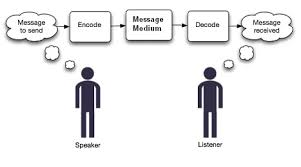 Message
to send
Encode
Message
Medium
Decode
Message
received
Speaker
Listener